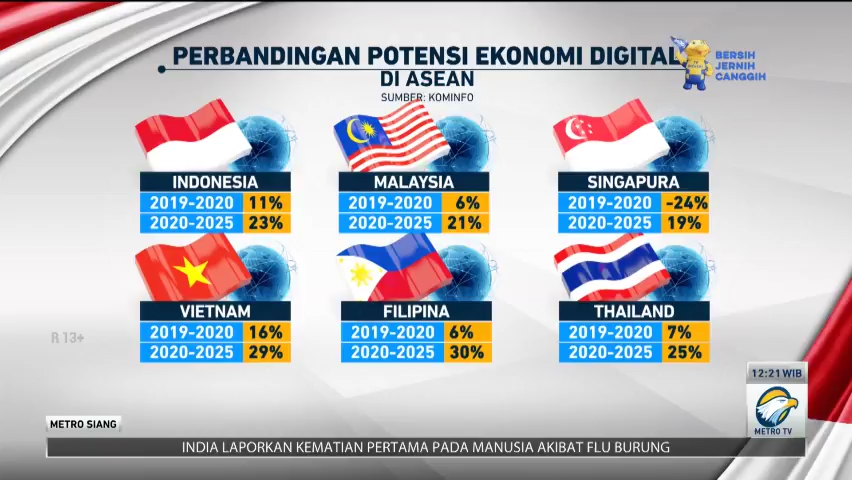 PERBANDINGAN POTENSI EKONOMI DIGITAL
DI ASEAN
SUMBER: KOMINFO
BERSIH
JERNIH
CANGGIH
INDONESIA
2019-2020 11%
2020-2025 23%
MALAYSIA
2019-2020 6%
2020-2025 21%
SINGAPURA
2019-2020 -24%
2020-2025 19%
VIETNAM
2019-2020 16%
2020-2025 29%
FILIPINA
2019-2020 6%
2020-2025 30%
THAILAND
2019-2020 7%
2020-2025 25%
R 13+
12:21 WIB
METRO TV
METRO SIANG
INDIA LAPORKAN KEMATIAN PERTAMA PADA MANUSIA AKIBAT FLU BURUNG